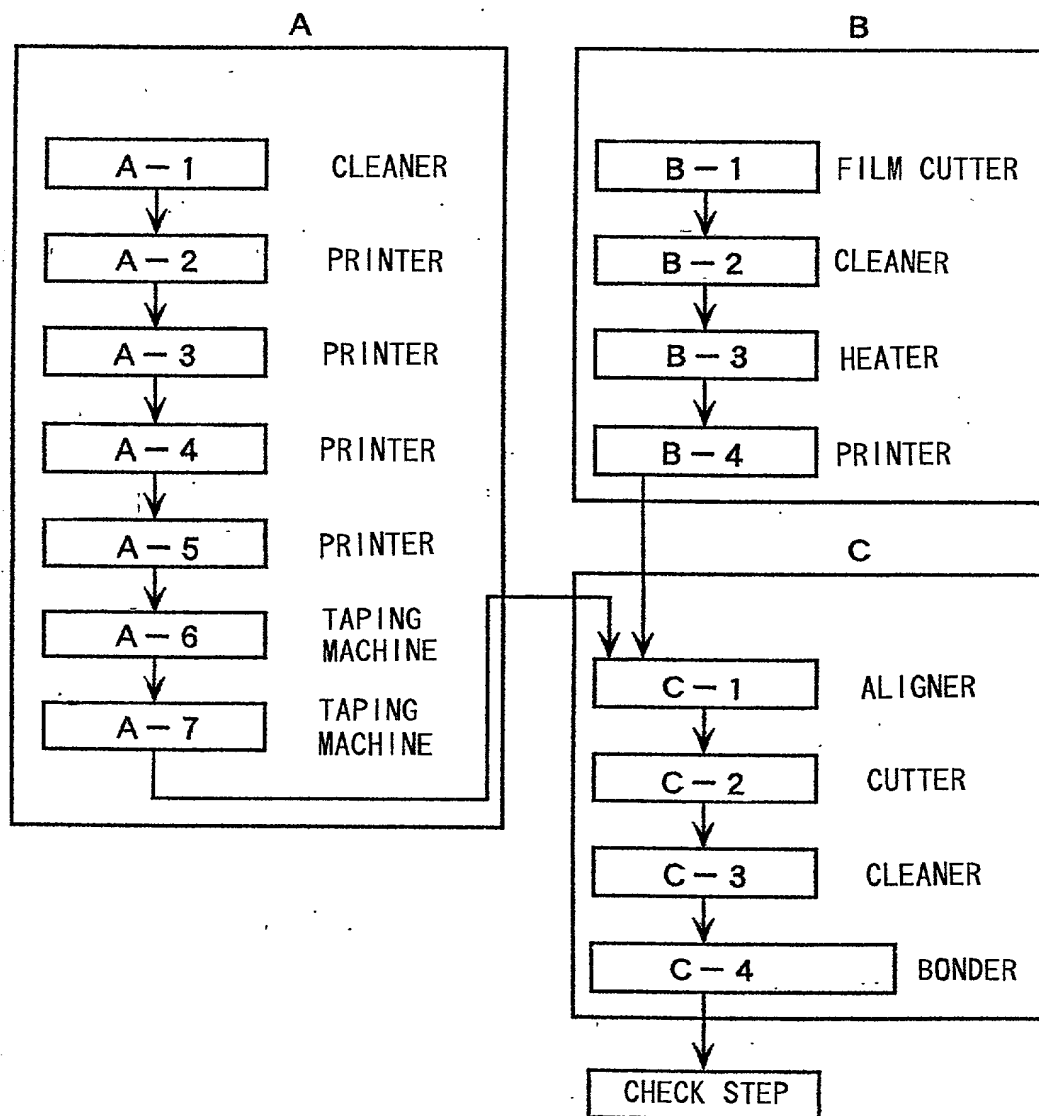 A
A-1 CLEANER
A-2 PRINTER
A-3 PRINTER
A-4 PRINTER
A-5 PRINTER
A-6 TAPING
MACHINE
A-7 TAPING
MACHINE
B
B-1 FILM CUTTER
B-2 CLEANER
B-3 HEATER
B-4 PRINTER
C
C-1 ALIGNER
C-2 CUTTER
C-3 CLEANER
C-4 BONDER
CHECK STEP